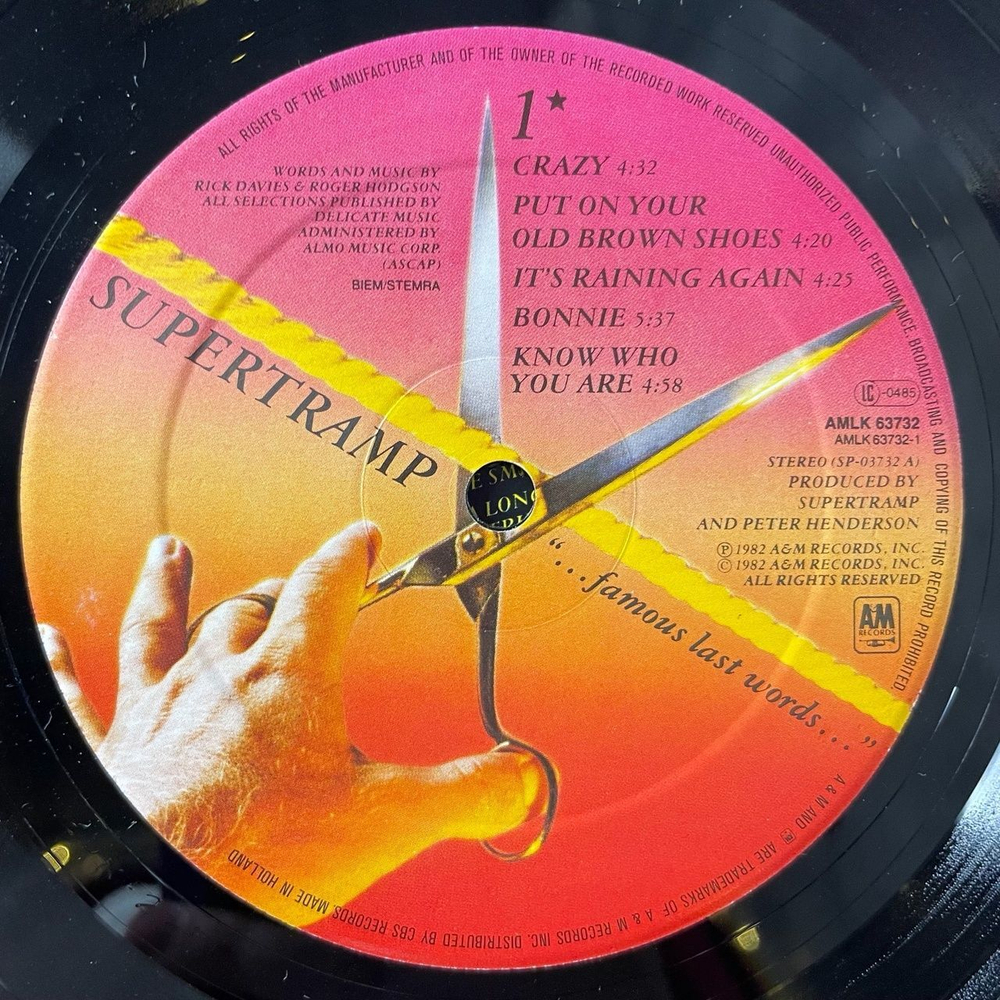 ALL RIGHTS OF THE MANUFACTURER AND OF THE OWNER OF THE RECORDED WORK RESERVED UNAUTHORIZED PUBLIC PERFORMANCE, BROADCASTING AND COPYING OF THIS RECORD PROHIBITED
1★
CRAZY 4:32
PUT ON YOUR
OLD BROWN SHOES 4:20
IT'S RAINING AGAIN 4:25
BONNIE 5:37
KNOW WHO
YOU ARE 4:58
WORDS AND MUSIC BY
RICK DAVIES & ROGER HODGSON
ALL SELECTIONS PUBLISHED BY
DELICATE MUSIC
ADMINISTERED BY
ALMO MUSIC CORP.
(ASCAP)
BIEM/STEMRA
SUPERTRAMP
"...famous last words..."
LC-0485
AMLK 63732
AMLK 63732-1
STEREO (SP-03732 A)
PRODUCED BY
SUPERTRAMP
AND PETER HENDERSON
℗ 1982 A&M RECORDS, INC.
© 1982 A&M RECORDS, INC.
ALL RIGHTS RESERVED
A&M
RECORDS
E SM
LONG
A & M AND ARE TRADEMARKS OF A & M RECORDS INC. DISTRIBUTED BY CBS RECORDS. MADE IN HOLLAND